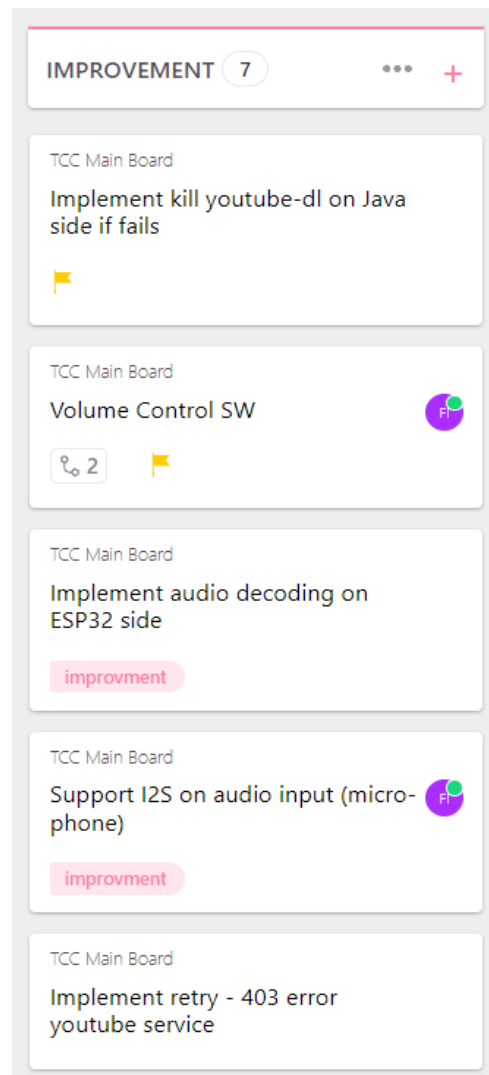 IMPROVEMENT 7
TCC Main Board
Implement kill youtube-dl on Java
side if fails
TCC Main Board
Volume Control SW
FI
2
TCC Main Board
Implement audio decoding on
ESP32 side
improvment
TCC Main Board
Support I2S on audio input (micro-
phone)
FI
improvment
TCC Main Board
Implement retry - 403 error
youtube service